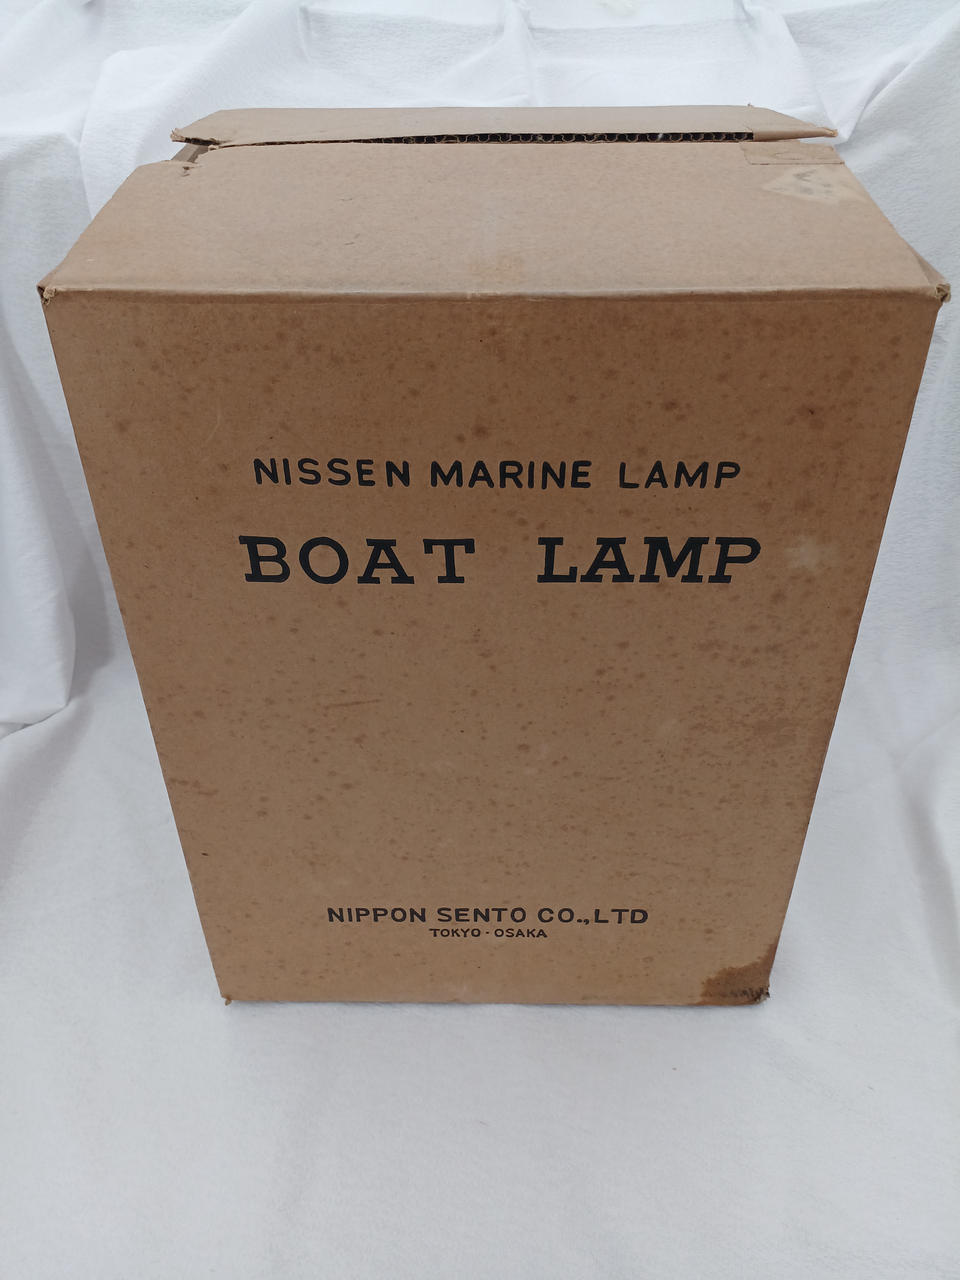 NISSEN MARINE LAMP
BOAT LAMP
NIPPON SENTO CO.,LTD
TOKYO · OSAKA